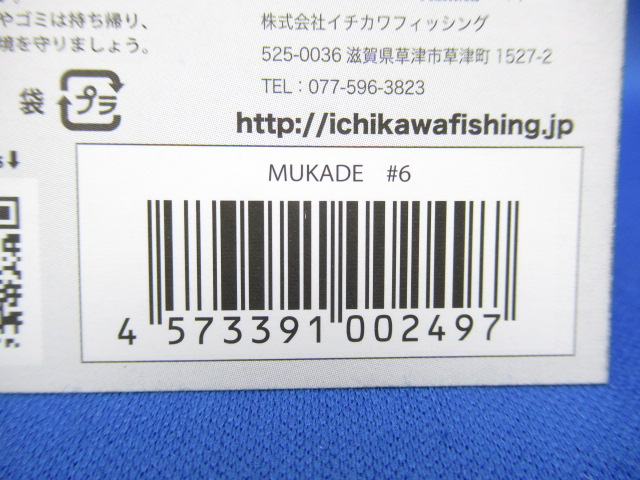 やゴミは持ち帰り、
境を守りましょう。
袋
プラ
株式会社イチカワフィッシング
525-0036 滋賀県草津市草津町 1527-2
TEL：077-596-3823
http://ichikawafishing.jp
MUKADE #6
4 573391 002497